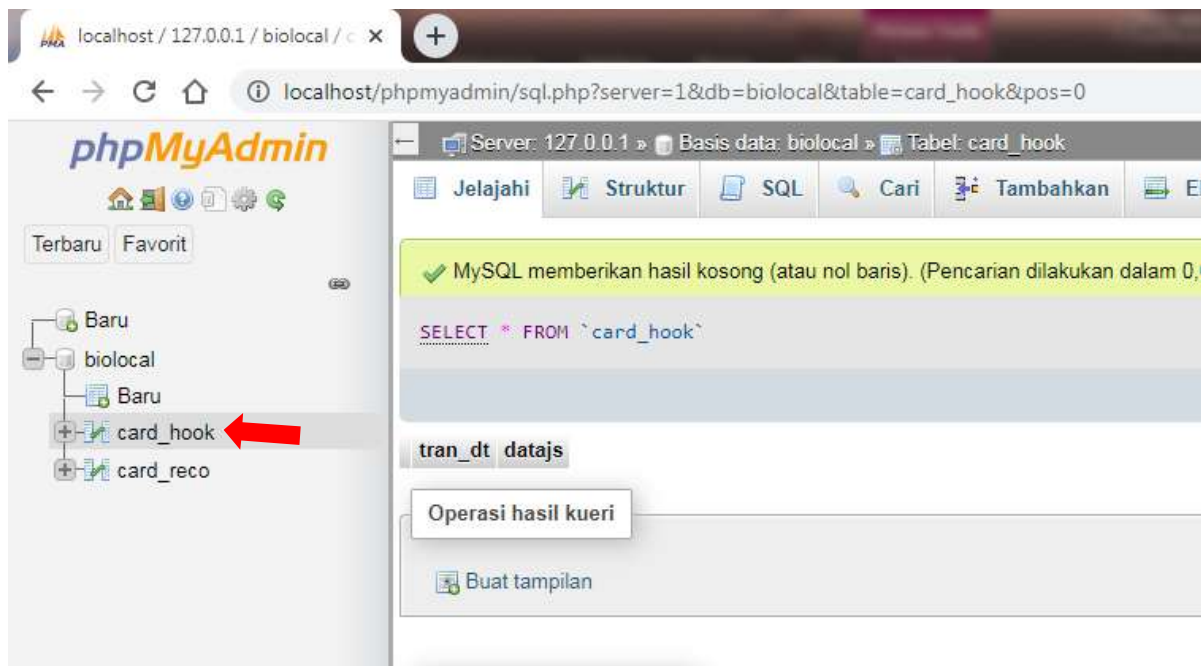 localhost / 127.0.0.1 / biolocal / c
localhost/phpmyadmin/sql.php?server=1&db=biolocal&table=card_hook&pos=0
phpMyAdmin
Terbaru Favorit
Baru
biolocal
Baru
card_hook
card_reco
Server: 127.0.0.1 » Basis data: biolocal » Tabel: card_hook
Jelajahi Struktur SQL Cari Tambahkan E
MySQL memberikan hasil kosong (atau nol baris). (Pencarian dilakukan dalam 0,
SELECT * FROM `card_hook`
tran_dt datajs
Operasi hasil kueri
Buat tampilan